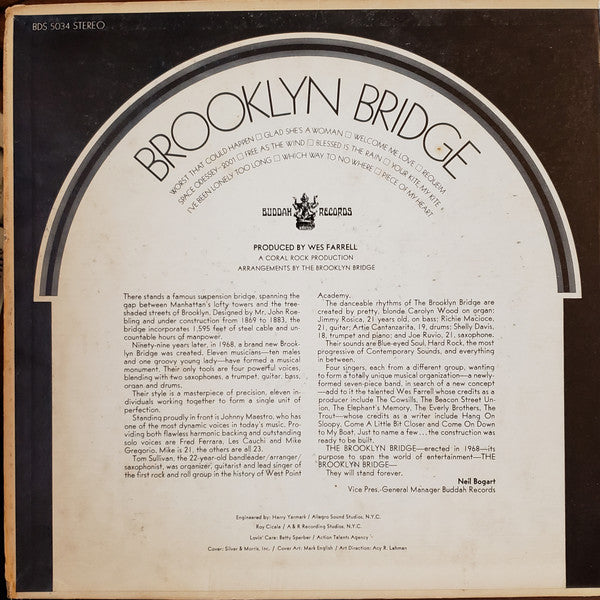 BDS 5034 STEREO
BROOKLYN BRIDGE
WORST THAT COULD HAPPEN □ GLAD SHE'S A WOMAN □ WELCOME ME LOVE □ REQUIEM
SPACE ODESSEY-2001 □ FREE AS THE WIND □ BLESSED IS THE RAIN □ YOUR KITE, MY KITE
I'VE BEEN LONELY TOO LONG □ WHICH WAY TO NO WHERE □ PIECE OF MY HEART
BUDDAH RECORDS
PRODUCED BY WES FARRELL
A CORAL ROCK PRODUCTION
ARRANGEMENTS BY THE BROOKLYN BRIDGE
There stands a famous suspension bridge, spanning the
gap between Manhattan's lofty towers and the tree-
shaded streets of Brooklyn. Designed by Mr. John Roe-
bling and under construction from 1869 to 1883, the
bridge incorporates 1,595 feet of steel cable and un-
countable hours of manpower.
Ninety-nine years later, in 1968, a brand new Brook-
lyn Bridge was created. Eleven musicians—ten males
and one groovy young lady—have formed a musical
monument. Their only tools are four powerful voices,
blending with two saxophones, a trumpet, guitar, bass,
organ and drums.
Their style is a masterpiece of precision, eleven in-
dividuals working together to form a single unit of
perfection.
Standing proudly in front is Johnny Maestro, who has
one of the most dynamic voices in today's music. Pro-
viding both flawless harmonic backing and outstanding
solo voices are Fred Ferrara, Les Cauchi and Mike
Gregorio. Mike is 21, the others are all 23.
Tom Sullivan, the 22-year-old bandleader/arranger/
saxophonist, was organizer, guitarist and lead singer of
the first rock and roll group in the history of West Point
Academy.
The danceable rhythms of The Brooklyn Bridge are
created by pretty, blonde Carolyn Wood on organ;
Jimmy Rosica, 21 years old, on bass; Richie Macioce,
21, guitar; Artie Cantanzarita, 19, drums; Shelly Davis,
18, trumpet and piano; and Joe Ruvio, 21, saxophone.
Their sounds are Blue-eyed Soul, Hard Rock, the most
progressive of Contemporary Sounds, and everything
in between.
Four singers, each from a different group, wanting
to form a totally unique musical organization—a newly-
formed seven-piece band, in search of a new concept
—add to it the talented Wes Farrell whose credits as a
producer include The Cowsills, The Beacon Street Un-
ion, The Elephant's Memory, The Everly Brothers, The
Trout—whose credits as a writer include Hang On
Sloopy, Come A Little Bit Closer and Come On Down
To My Boat, Just to name a few...the construction was
ready to be built.
THE BROOKLYN BRIDGE—erected in 1968—its
purpose to span the world of entertainment—THE
BROOKLYN BRIDGE—
They will stand forever.
Neil Bogart
Vice Pres.-General Manager Buddah Records
Engineered by: Harry Yarmark / Allegro Sound Studios, N.Y.C.
Roy Cicala / A & R Recording Studios, N.Y.C.
Lovin' Care: Betty Sperber / Action Talents Agency
Cover: Silver & Morris, Inc. / Cover Art: Mark English / Art Direction: Acy R. Lehman